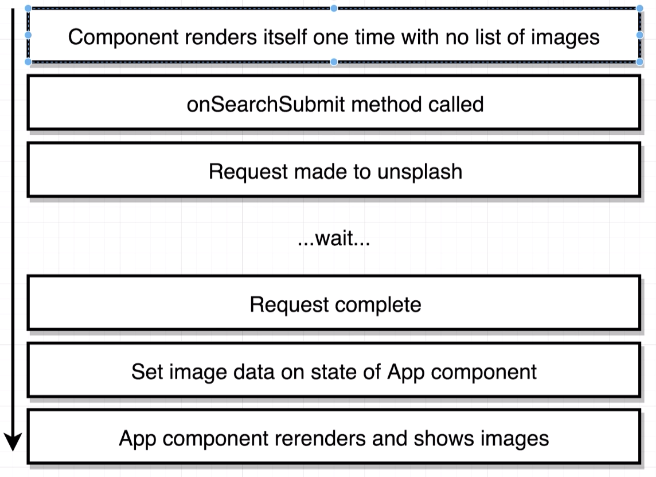 Component renders itself one time with no list of images
onSearchSubmit method called
Request made to unsplash
...wait...
Request complete
Set image data on state of App component
App component rerenders and shows images